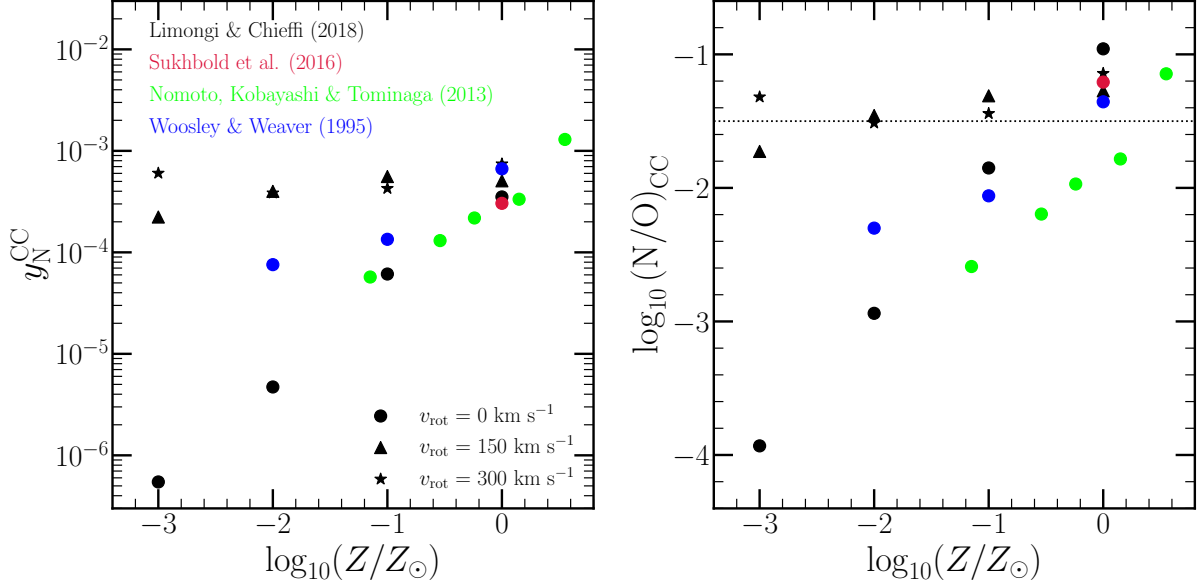 Limongi & Chieffi (2018)
Sukhbold et al. (2016)
Nomoto, Kobayashi & Tominaga (2013)
Woosley & Weaver (1995)
v_rot = 0 km s⁻¹
v_rot = 150 km s⁻¹
v_rot = 300 km s⁻¹
10⁻²
10⁻³
10⁻⁴
10⁻⁵
10⁻⁶
y_N^CC
−3 −2 −1 0
log₁₀(Z/Z☉)
−1
−2
−3
−4
log₁₀(N/O)_CC
−3 −2 −1 0
log₁₀(Z/Z☉)